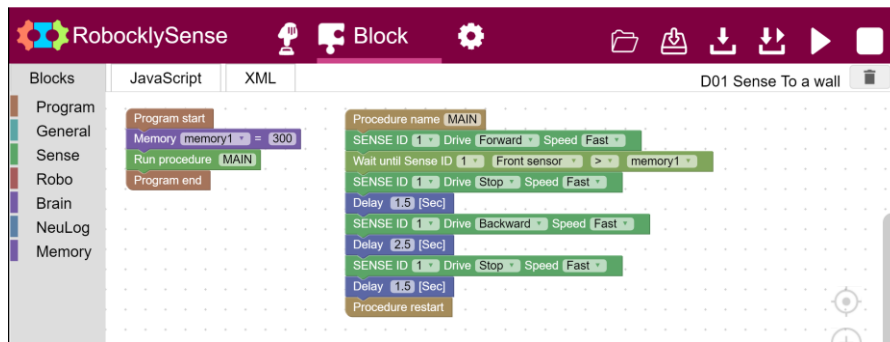 RobocklySense Block
Blocks JavaScript XML D01 Sense To a wall
Program
General
Sense
Robo
Brain
NeuLog
Memory
Program start
Memory memory1 = 300
Run procedure MAIN
Program end
Procedure name MAIN
SENSE ID 1 Drive Forward Speed Fast
Wait until Sense ID 1 Front sensor > memory1
SENSE ID 1 Drive Stop Speed Fast
Delay 1.5 [Sec]
SENSE ID 1 Drive Backward Speed Fast
Delay 2.5 [Sec]
SENSE ID 1 Drive Stop Speed Fast
Delay 1.5 [Sec]
Procedure restart